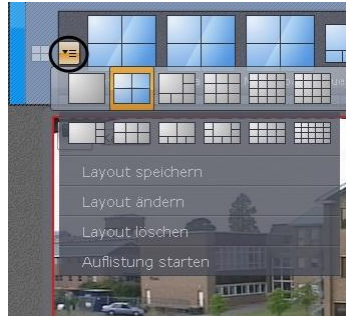 Layout speichern
Layout ändern
Layout löschen
Auflistung starten